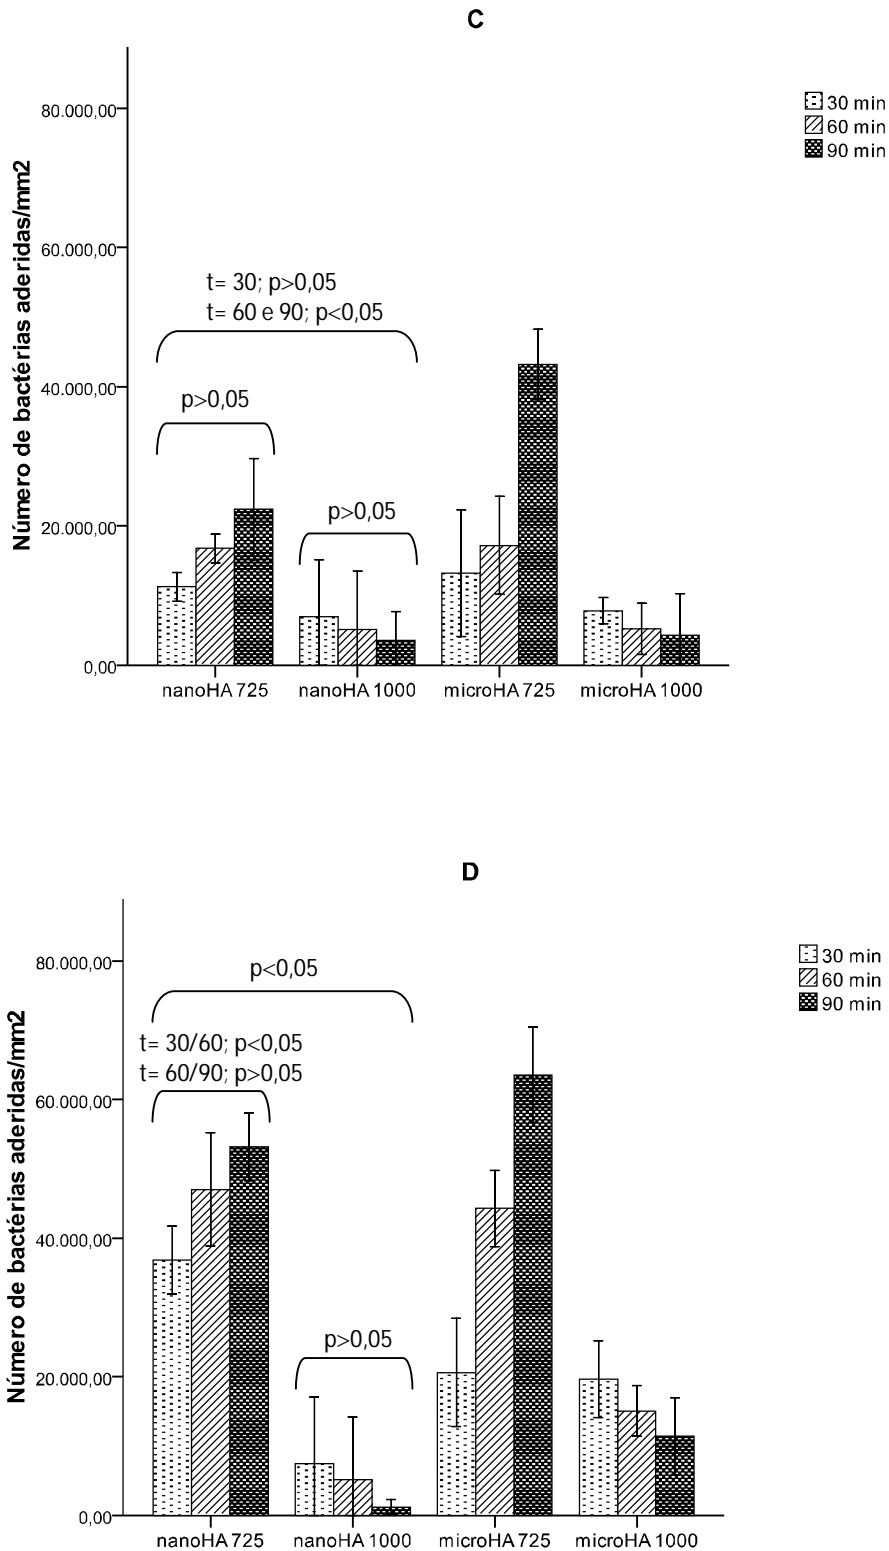 C
30 min
60 min
90 min
Número de bactérias aderidas/mm2
80.000,00
60.000,00
40.000,00
20.000,00
0,00
t= 30; p>0,05
t= 60 e 90; p<0,05
p>0,05
p>0,05
nanoHA 725
nanoHA 1000
microHA 725
microHA 1000
D
30 min
60 min
90 min
Número de bactérias aderidas/mm2
80.000,00
60.000,00
40.000,00
20.000,00
0,00
p<0,05
t= 30/60; p<0,05
t= 60/90; p>0,05
p>0,05
nanoHA 725
nanoHA 1000
microHA 725
microHA 1000